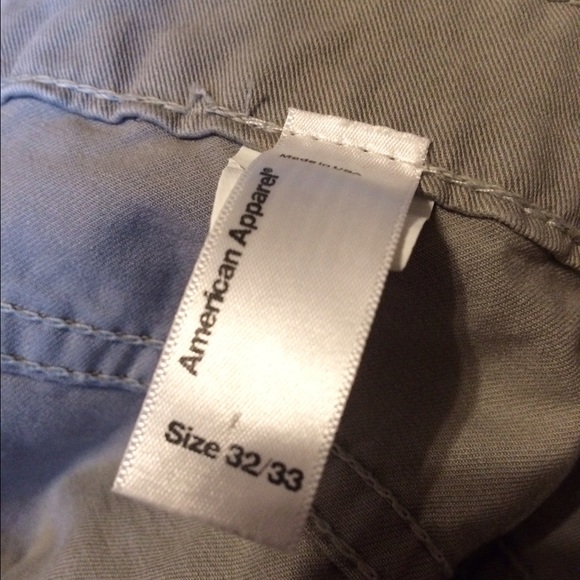 Made in USA
American Apparel®
Size 32/33